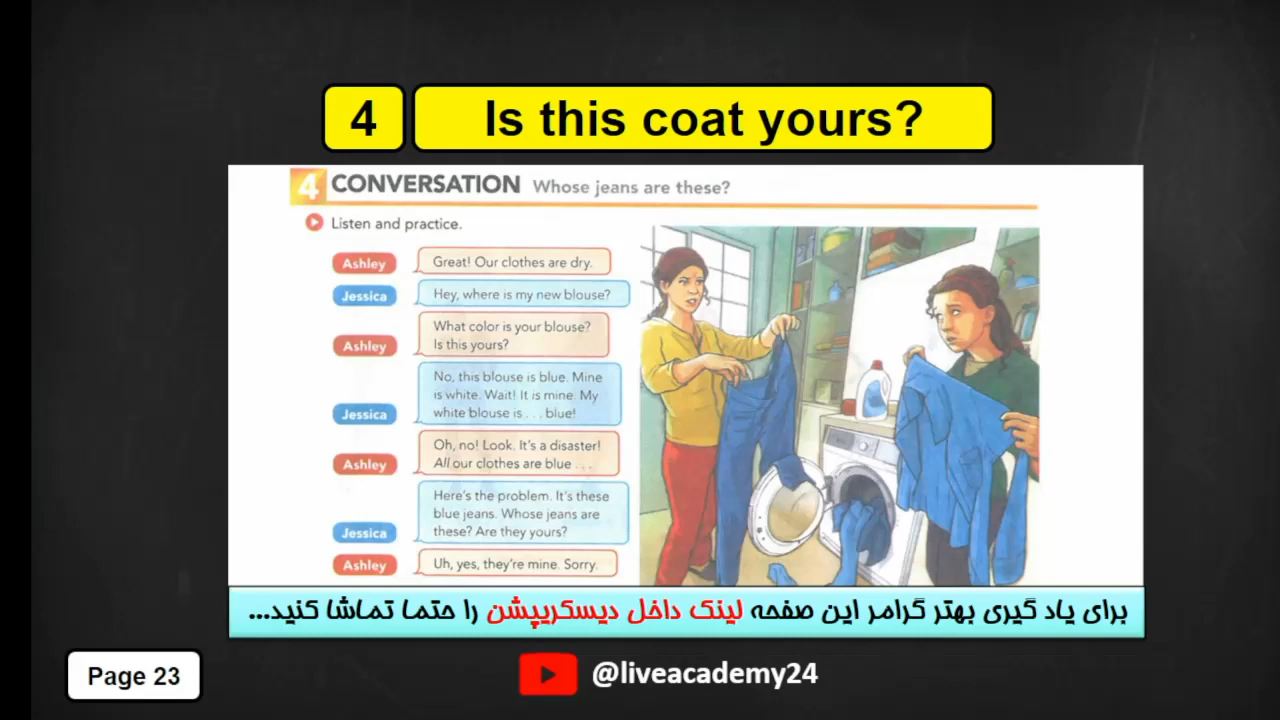 4 Is this coat yours?
4 CONVERSATION Whose jeans are these?
Listen and practice.
Ashley Great! Our clothes are dry.
Jessica Hey, where is my new blouse?
Ashley What color is your blouse?
Is this yours?
Jessica No, this blouse is blue. Mine
is white. Wait! It is mine. My
white blouse is . . . blue!
Ashley Oh, no! Look. It's a disaster!
All our clothes are blue . . .
Jessica Here's the problem. It's these
blue jeans. Whose jeans are
these? Are they yours?
Ashley Uh, yes, they're mine. Sorry.
برای یاد گیری بهتر گرامر این صفحه لینک داخل دیسکریپشن را حتما تماشا کنید...
Page 23
@liveacademy24